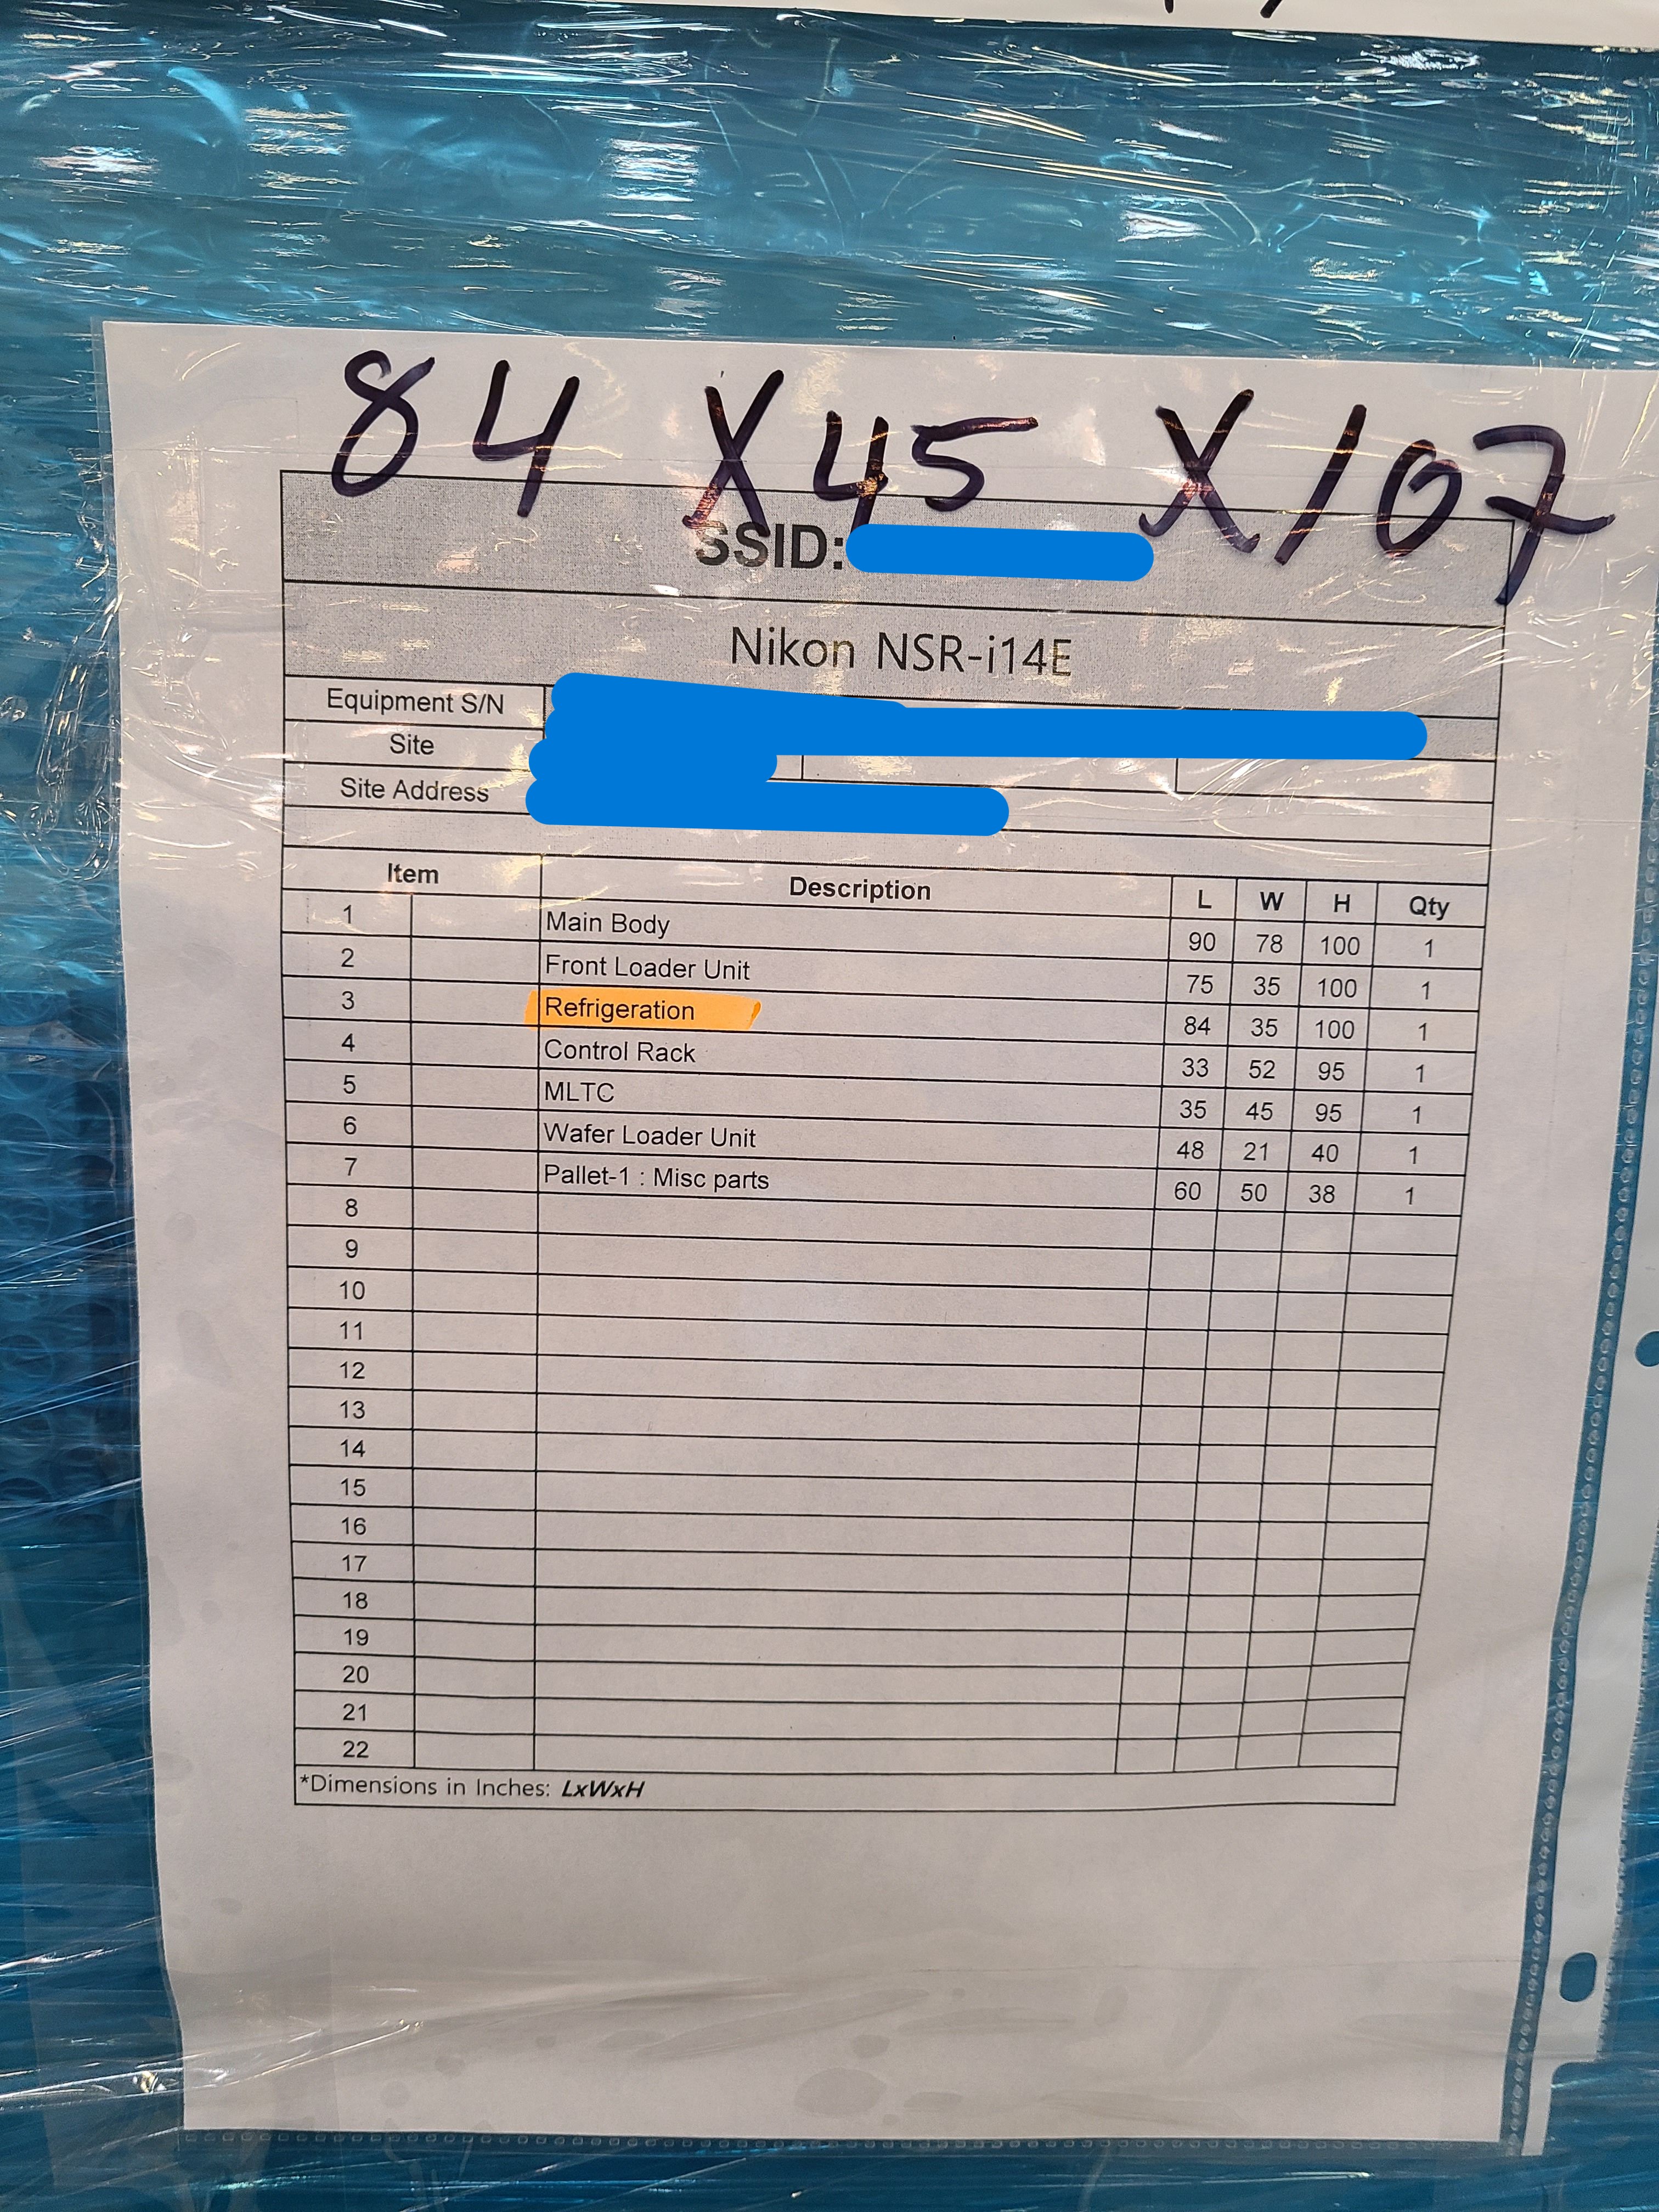 84 X 45 X 107
SSID:
Nikon NSR-i14E
Equipment S/N
Site
Site Address
Item Description L W H Qty
1 Main Body 90 78 100 1
2 Front Loader Unit 75 35 100 1
3 Refrigeration 84 35 100 1
4 Control Rack 33 52 95 1
5 MLTC 35 45 95 1
6 Wafer Loader Unit 48 21 40 1
7 Pallet-1 : Misc parts 60 50 38 1
8
9
10
11
12
13
14
15
16
17
18
19
20
21
22
*Dimensions in Inches: LxWxH